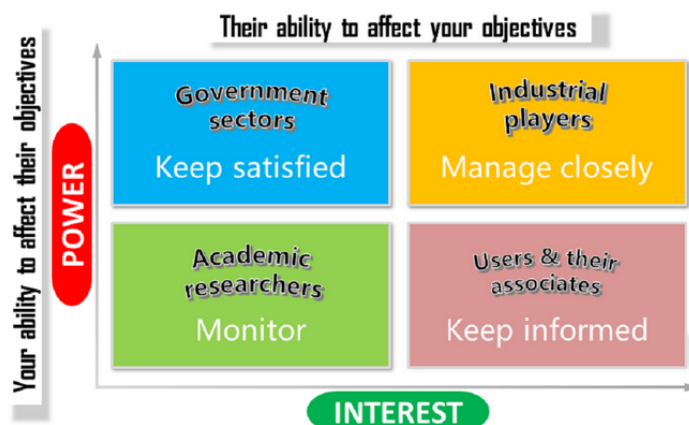 Their ability to affect your objectives
Your ability to affect their objectives
POWER
Government
sectors
Keep satisfied
Industrial
players
Manage closely
Academic
researchers
Monitor
Users & their
associates
Keep informed
INTEREST